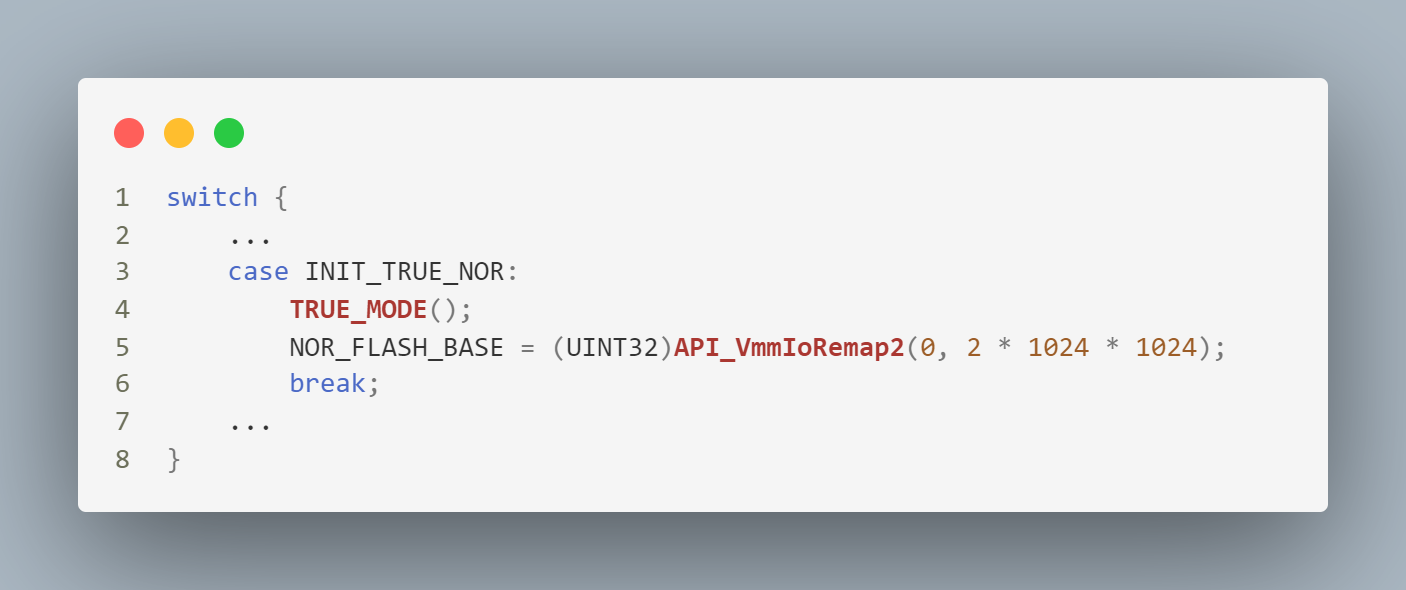 1 switch {
2     ...
3     case INIT_TRUE_NOR:
4         TRUE_MODE();
5         NOR_FLASH_BASE = (UINT32)API_VmmIoRemap2(0, 2 * 1024 * 1024);
6         break;
7     ...
8 }